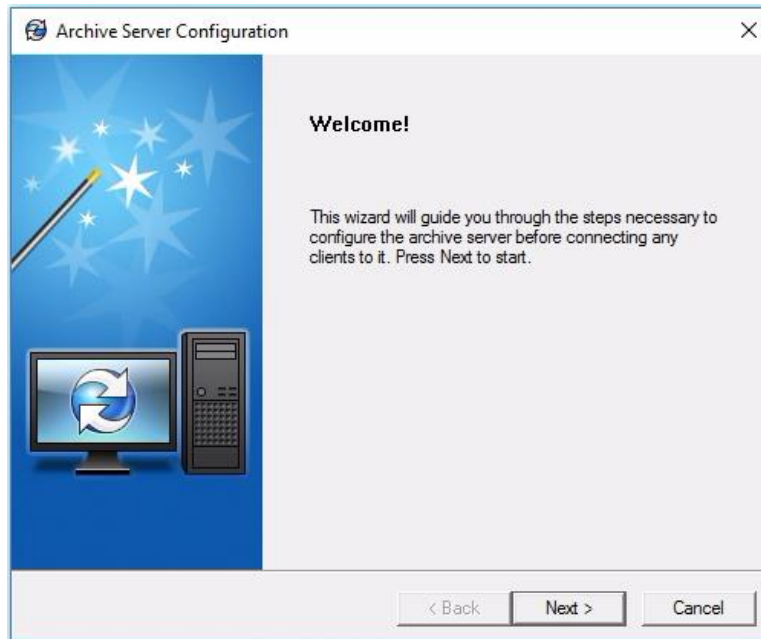 Archive Server Configuration
Welcome!
This wizard will guide you through the steps necessary to
configure the archive server before connecting any
clients to it. Press Next to start.
< Back
Next >
Cancel